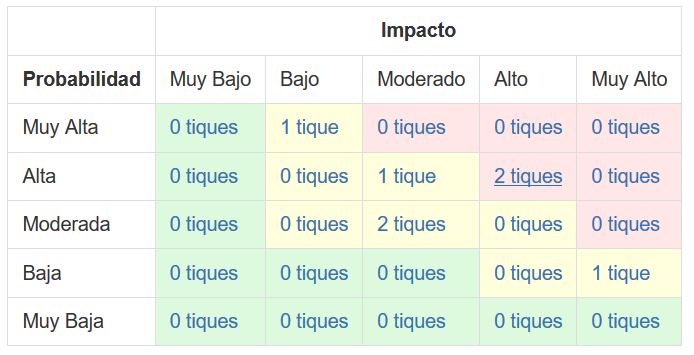 Impacto
Probabilidad Muy Bajo Bajo Moderado Alto Muy Alto
Muy Alta 0 tiques 1 tique 0 tiques 0 tiques 0 tiques
Alta 0 tiques 0 tiques 1 tique 2 tiques 0 tiques
Moderada 0 tiques 0 tiques 2 tiques 0 tiques 0 tiques
Baja 0 tiques 0 tiques 0 tiques 0 tiques 1 tique
Muy Baja 0 tiques 0 tiques 0 tiques 0 tiques 0 tiques